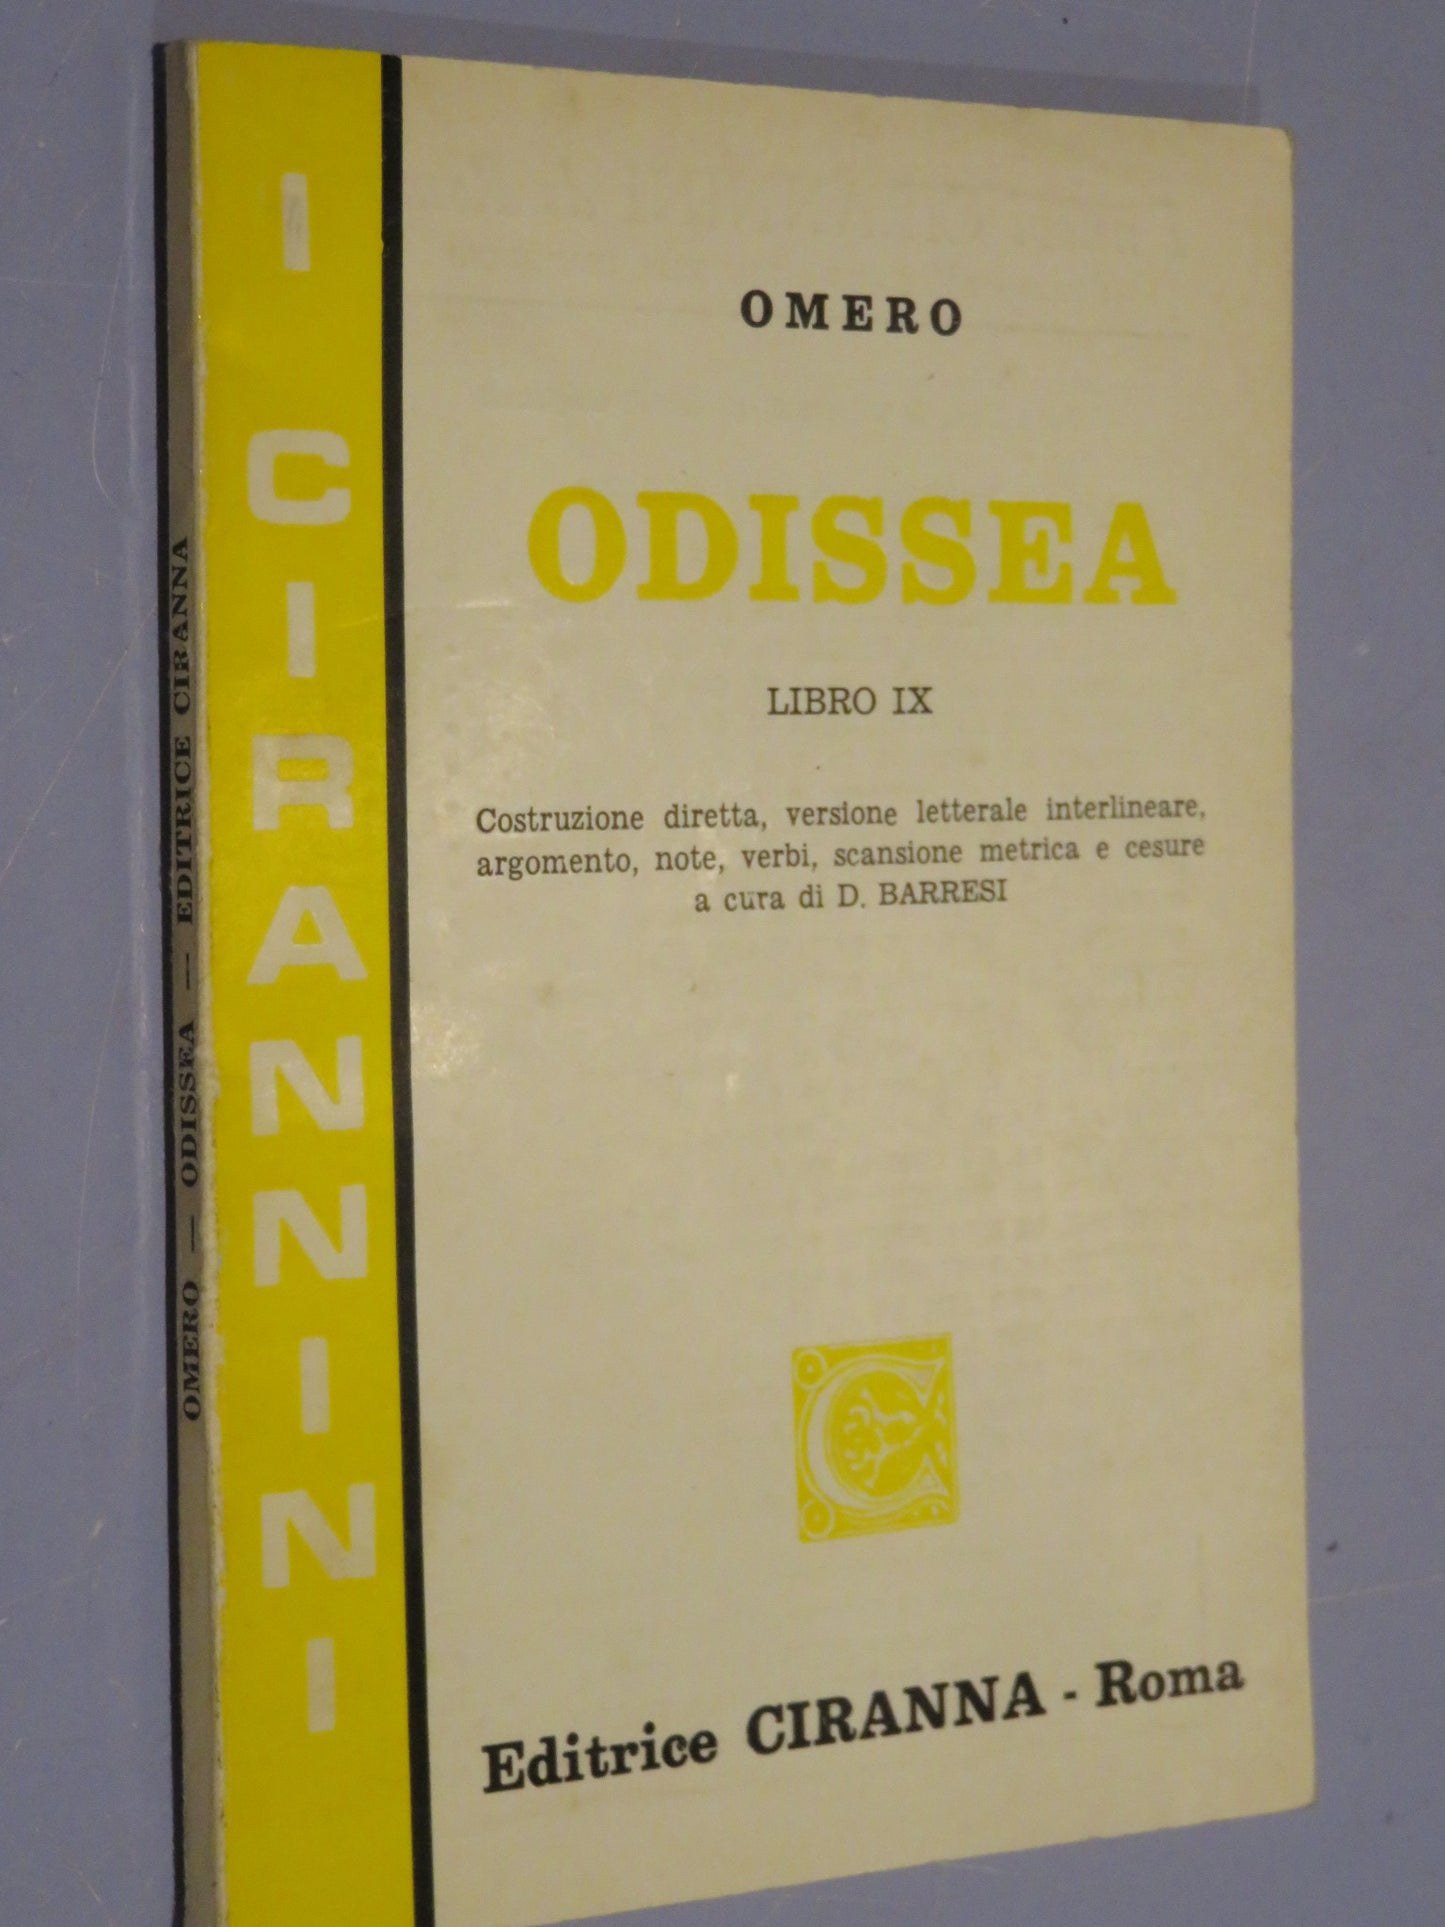 OMERO — ODISSEA — EDITRICE CIRANNA
I CIRANNINI
OMERO
ODISSEA
LIBRO IX
Costruzione diretta, versione letterale interlineare,
argomento, note, verbi, scansione metrica e cesure
a cura di D. BARRESI
C
Editrice CIRANNA - Roma